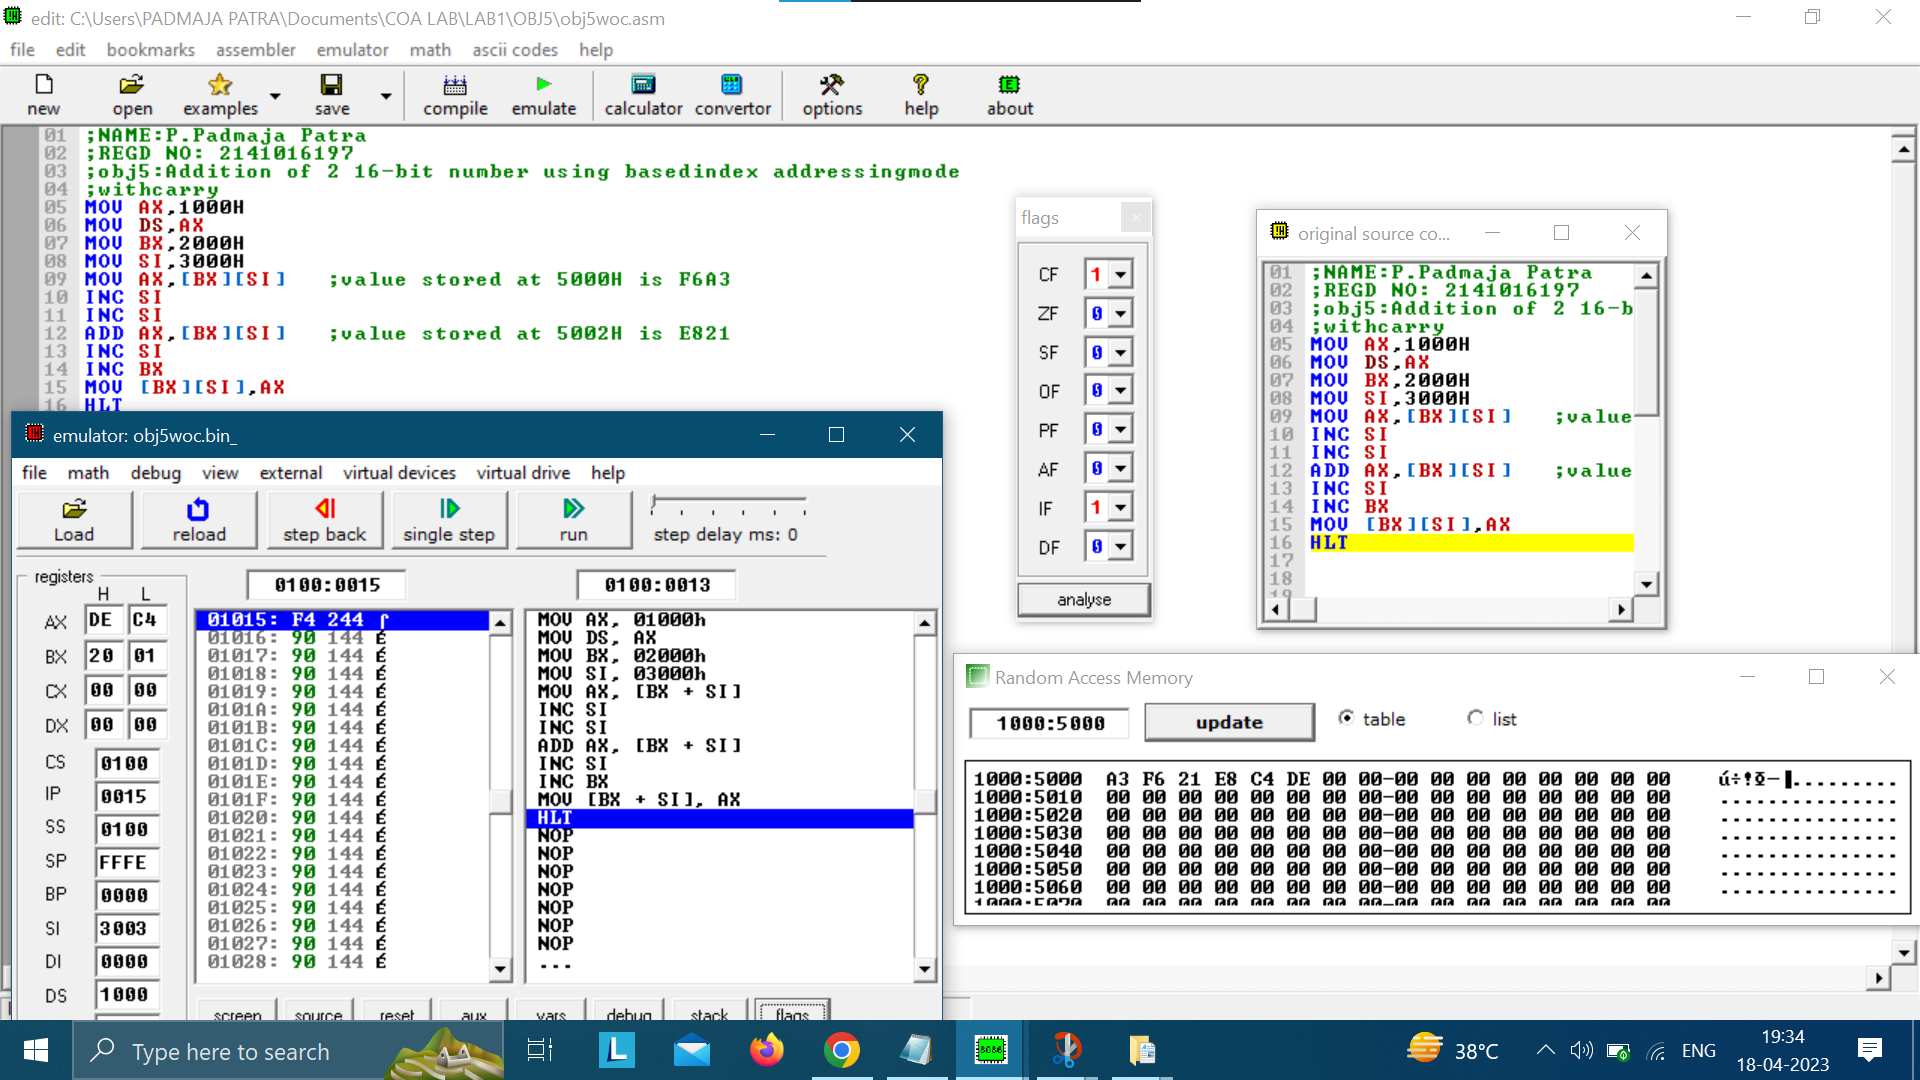 edit: C:\Users\PADMAJA PATRA\Documents\COA LAB\LAB1\OBJ5\obj5woc.asm
file edit bookmarks assembler emulator math ascii codes help
new open examples save compile emulate calculator convertor options help about
01 ;NAME:P.Padmaja Patra
02 ;REGD NO: 2141016197
03 ;obj5:Addition of 2 16-bit number using basedindex addressingmode
04 ;withcarry
05 MOV AX,1000H
06 MOV DS,AX
07 MOV BX,2000H
08 MOV SI,3000H
09 MOV AX,[BX][SI] ;value stored at 5000H is F6A3
10 INC SI
11 INC SI
12 ADD AX,[BX][SI] ;value stored at 5002H is E821
13 INC SI
14 INC BX
15 MOV [BX][SI],AX
16 HLT
flags
CF 1
ZF 0
SF 0
OF 0
PF 0
AF 0
IF 1
DF 0
analyse
original source co...
01 ;NAME:P.Padmaja Patra
02 ;REGD NO: 2141016197
03 ;obj5:Addition of 2 16-b
04 ;withcarry
05 MOV AX,1000H
06 MOV DS,AX
07 MOV BX,2000H
08 MOV SI,3000H
09 MOV AX,[BX][SI] ;value
10 INC SI
11 INC SI
12 ADD AX,[BX][SI] ;value
13 INC SI
14 INC BX
15 MOV [BX][SI],AX
16 HLT
17
18
19
emulator: obj5woc.bin_
file math debug view external virtual devices virtual drive help
Load reload step back single step run step delay ms: 0
registers
H L
AX DE C4
BX 20 01
CX 00 00
DX 00 00
CS 0100
IP 0015
SS 0100
SP FFFE
BP 0000
SI 3003
DI 0000
DS 1000
0100:0015
01015: F4 244 ⌠
01016: 90 144 É
01017: 90 144 É
01018: 90 144 É
01019: 90 144 É
0101A: 90 144 É
0101B: 90 144 É
0101C: 90 144 É
0101D: 90 144 É
0101E: 90 144 É
0101F: 90 144 É
01020: 90 144 É
01021: 90 144 É
01022: 90 144 É
01023: 90 144 É
01024: 90 144 É
01025: 90 144 É
01026: 90 144 É
01027: 90 144 É
01028: 90 144 É
0100:0013
MOV AX, 01000h
MOV DS, AX
MOV BX, 02000h
MOV SI, 03000h
MOV AX, [BX + SI]
INC SI
INC SI
ADD AX, [BX + SI]
INC SI
INC BX
MOV [BX + SI], AX
HLT
NOP
NOP
NOP
NOP
NOP
NOP
NOP
...
screen source reset aux vars debug stack flags
Random Access Memory
1000:5000 update table list
1000:5000 A3 F6 21 E8 C4 DE 00 00-00 00 00 00 00 00 00 00 ú÷!Φ─▐..........
1000:5010 00 00 00 00 00 00 00 00-00 00 00 00 00 00 00 00 ................
1000:5020 00 00 00 00 00 00 00 00-00 00 00 00 00 00 00 00 ................
1000:5030 00 00 00 00 00 00 00 00-00 00 00 00 00 00 00 00 ................
1000:5040 00 00 00 00 00 00 00 00-00 00 00 00 00 00 00 00 ................
1000:5050 00 00 00 00 00 00 00 00-00 00 00 00 00 00 00 00 ................
1000:5060 00 00 00 00 00 00 00 00-00 00 00 00 00 00 00 00 ................
1000:5070 00 00 00 00 00 00 00 00-00 00 00 00 00 00 00 00
Type here to search
L
8086
38°C
ENG
19:34
18-04-2023